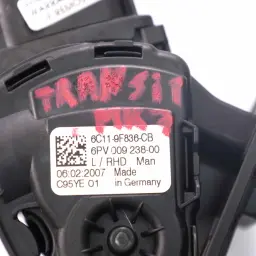 TRANSIT
MK7
6C11-9F836-CB
6PV 009 238-00
L / RHD Man
06.02.2007 Made
C95YE 01 in Germany